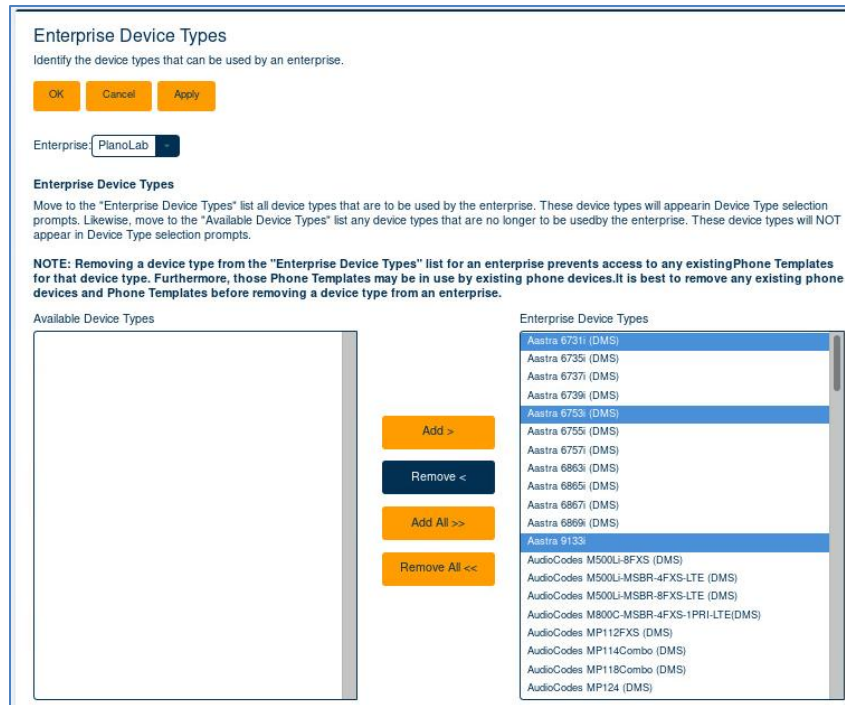 Enterprise Device Types
Identify the device types that can be used by an enterprise.
OK Cancel Apply
Enterprise: PlanoLab
Enterprise Device Types
Move to the "Enterprise Device Types" list all device types that are to be used by the enterprise. These device types will appearin Device Type selection
prompts. Likewise, move to the "Available Device Types" list any device types that are no longer to be usedby the enterprise. These device types will NOT
appear in Device Type selection prompts.
NOTE: Removing a device type from the "Enterprise Device Types" list for an enterprise prevents access to any existingPhone Templates
for that device type. Furthermore, those Phone Templates may be in use by existing phone devices.It is best to remove any existing phone
devices and Phone Templates before removing a device type from an enterprise.
Available Device Types
Add >
Remove <
Add All >>
Remove All <<
Enterprise Device Types
Aastra 6731i (DMS)
Aastra 6735i (DMS)
Aastra 6737i (DMS)
Aastra 6739i (DMS)
Aastra 6753i (DMS)
Aastra 6755i (DMS)
Aastra 6757i (DMS)
Aastra 6863i (DMS)
Aastra 6865i (DMS)
Aastra 6867i (DMS)
Aastra 6869i (DMS)
Aastra 9133i
AudioCodes M500Li-8FXS (DMS)
AudioCodes M500Li-MSBR-4FXS-LTE (DMS)
AudioCodes M500Li-MSBR-8FXS-LTE (DMS)
AudioCodes M800C-MSBR-4FXS-1PRI-LTE(DMS)
AudioCodes MP112FXS (DMS)
AudioCodes MP114Combo (DMS)
AudioCodes MP118Combo (DMS)
AudioCodes MP124 (DMS)